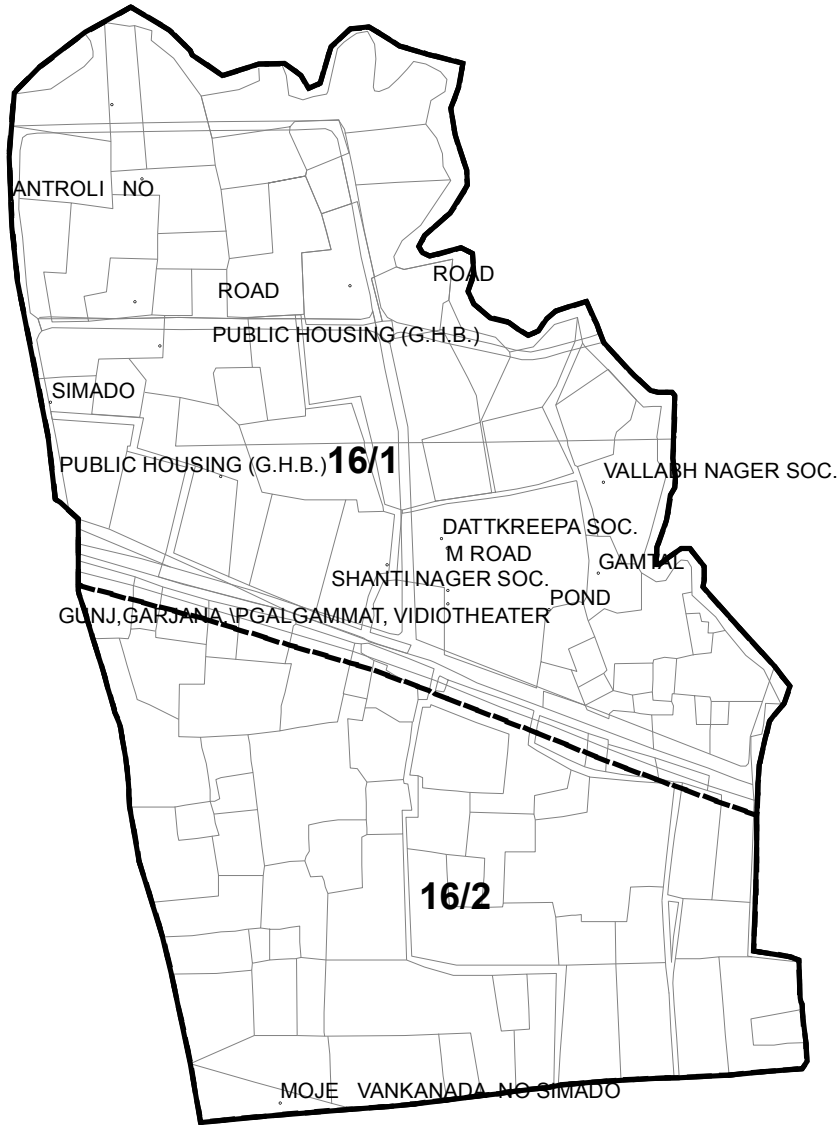 ANTROLI NO
ROAD
ROAD
PUBLIC HOUSING (G.H.B.)
SIMADO
PUBLIC HOUSING (G.H.B.)
16/1
VALLABH NAGER SOC.
DATTKREEPA SOC.
M ROAD
GAMTAL
SHANTI NAGER SOC.
POND
GUNJ,GARJANA,\PGALGAMMAT, VIDIOTHEATER
16/2
MOJE VANKANADA NO SIMADO